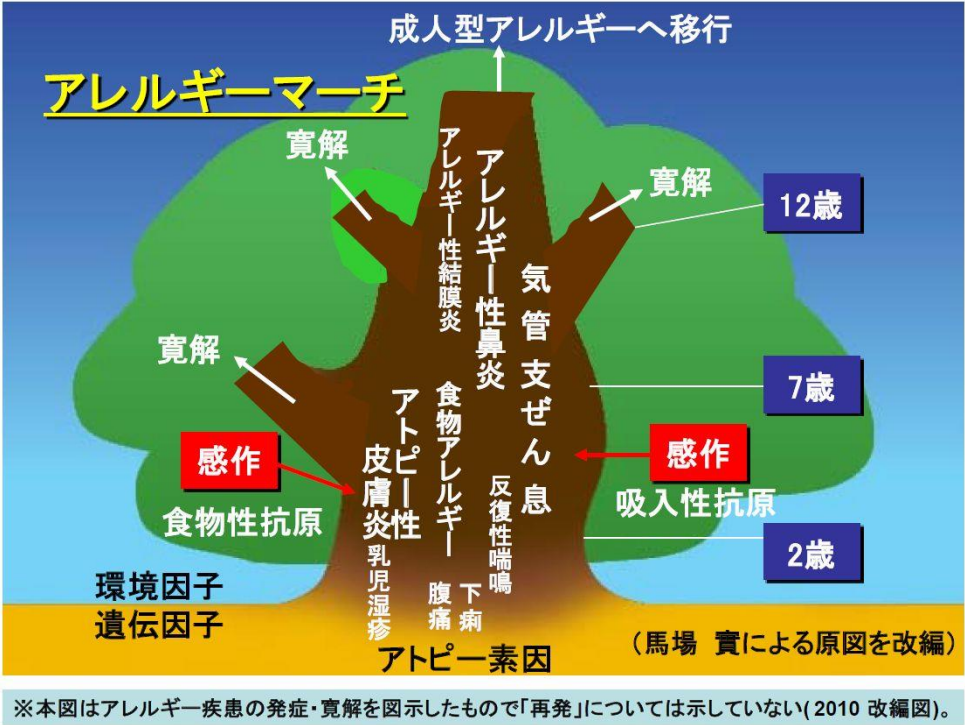 成人型アレルギーへ移行
アレルギーマーチ
寛解
寛解
12歳
アレルギー性結膜炎
アレルギー性鼻炎
気管支ぜん息
寛解
7歳
アトピー性
皮膚炎
食物アレルギー
反復性喘鳴
感作
食物性抗原
感作
吸入性抗原
2歳
乳児湿疹
腹痛
下痢
環境因子
遺伝因子
アトピー素因
(馬場 實による原図を改編)
※本図はアレルギー疾患の発症・寛解を図示したもので「再発」については示していない(2010 改編図)。